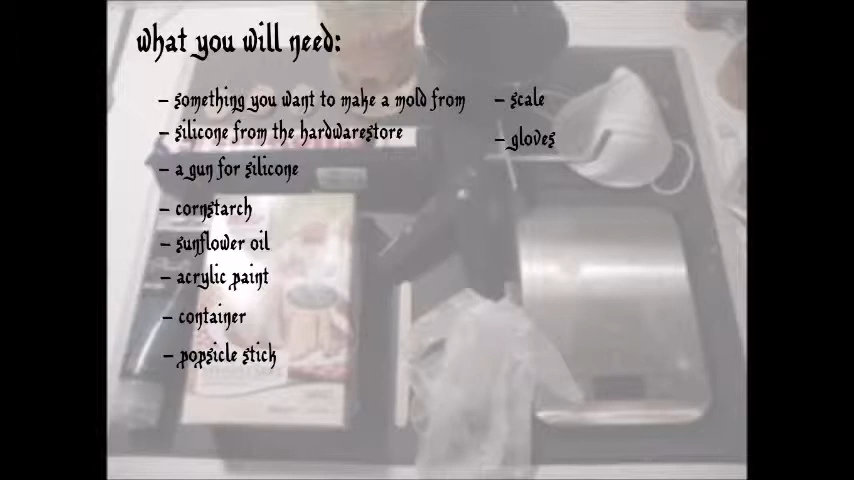 what you will need:
- something you want to make a mold from
- silicone from the hardwarestore
- a gun for silicone
- cornstarch
- sunflower oil
- acrylic paint
- container
- popsicle stick
- scale
- gloves